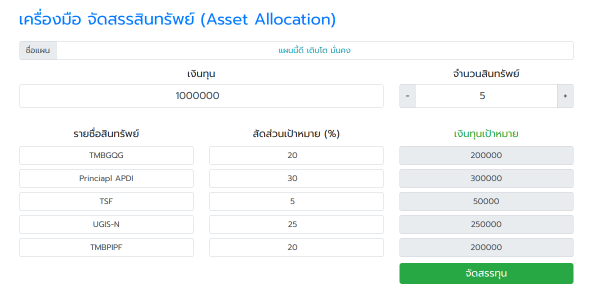 เครื่องมือ จัดสรรสินทรัพย์ (Asset Allocation)
ชื่อแผน แผนนี้ดี เติบโต มั่นคง
เงินทุน จำนวนสินทรัพย์
1000000 - 5 +
รายชื่อสินทรัพย์ สัดส่วนเป้าหมาย (%) เงินทุนเป้าหมาย
TMBGQG 20 200000
Princiapl APDI 30 300000
TSF 5 50000
UGIS-N 25 250000
TMBPIPF 20 200000
จัดสรรทุน